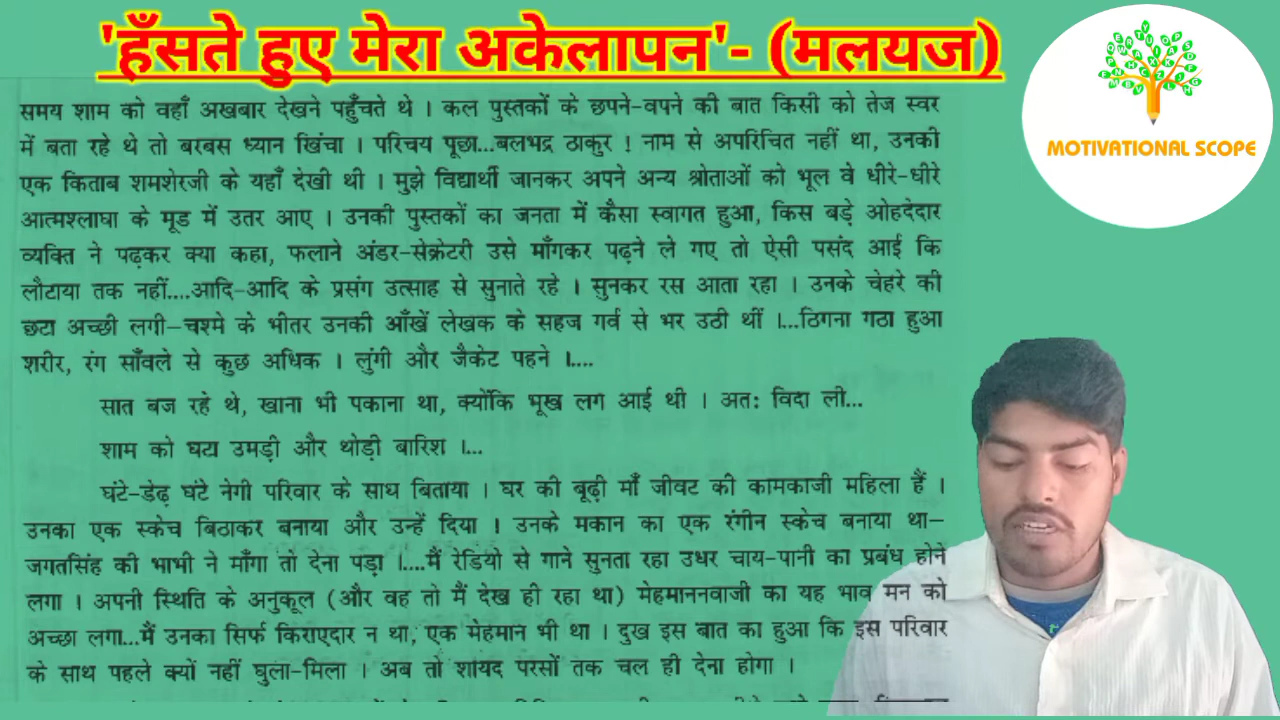 'हँसते हुए मेरा अकेलापन'- (मलयज)
MOTIVATIONAL SCOPE
समय शाम को वहाँ अखबार देखने पहुँचते थे । कल पुस्तकों के छपने-वपने की बात किसी को तेज स्वर
में बता रहे थे तो बरबस ध्यान खिंचा । परिचय पूछा...बलभद्र ठाकुर ! नाम से अपरिचित नहीं था, उनकी
एक किताब शमशेरजी के यहाँ देखी थी । मुझे विद्यार्थी जानकर अपने अन्य श्रोताओं को भूल वे धीरे-धीरे
आत्मश्लाघा के मूड में उतर आए । उनकी पुस्तकों का जनता में कैसा स्वागत हुआ, किस बड़े ओहदेदार
व्यक्ति ने पढ़कर क्या कहा, फलाने अंडर-सेक्रेटरी उसे माँगकर पढ़ने ले गए तो ऐसी पसंद आई कि
लौटाया तक नहीं....आदि-आदि के प्रसंग उत्साह से सुनाते रहे । सुनकर रस आता रहा । उनके चेहरे की
छटा अच्छी लगी–चश्मे के भीतर उनकी आँखें लेखक के सहज गर्व से भर उठी थीं ।...ठिगना गठा हुआ
शरीर, रंग साँवले से कुछ अधिक । लुंगी और जैकेट पहने ।....
सात बज रहे थे, खाना भी पकाना था, क्योंकि भूख लग आई थी । अतः विदा ली...
शाम को घटा उमड़ी और थोड़ी बारिश ।...
घंटे-डेढ़ घंटे नेगी परिवार के साथ बिताया । घर की बूढ़ी माँ जीवट की कामकाजी महिला हैं ।
उनका एक स्केच बिठाकर बनाया और उन्हें दिया । उनके मकान का एक रंगीन स्केच बनाया था–
जगतसिंह की भाभी ने माँगा तो देना पड़ा ।....मैं रेडियो से गाने सुनता रहा उधर चाय-पानी का प्रबंध होने
लगा । अपनी स्थिति के अनुकूल (और वह तो मैं देख ही रहा था) मेहमाननवाजी का यह भाव मन को
अच्छा लगा...मैं उनका सिर्फ किराएदार न था, एक मेहमान भी था । दुख इस बात का हुआ कि इस परिवार
के साथ पहले क्यों नहीं घुला-मिला । अब तो शायद परसों तक चल ही देना होगा ।